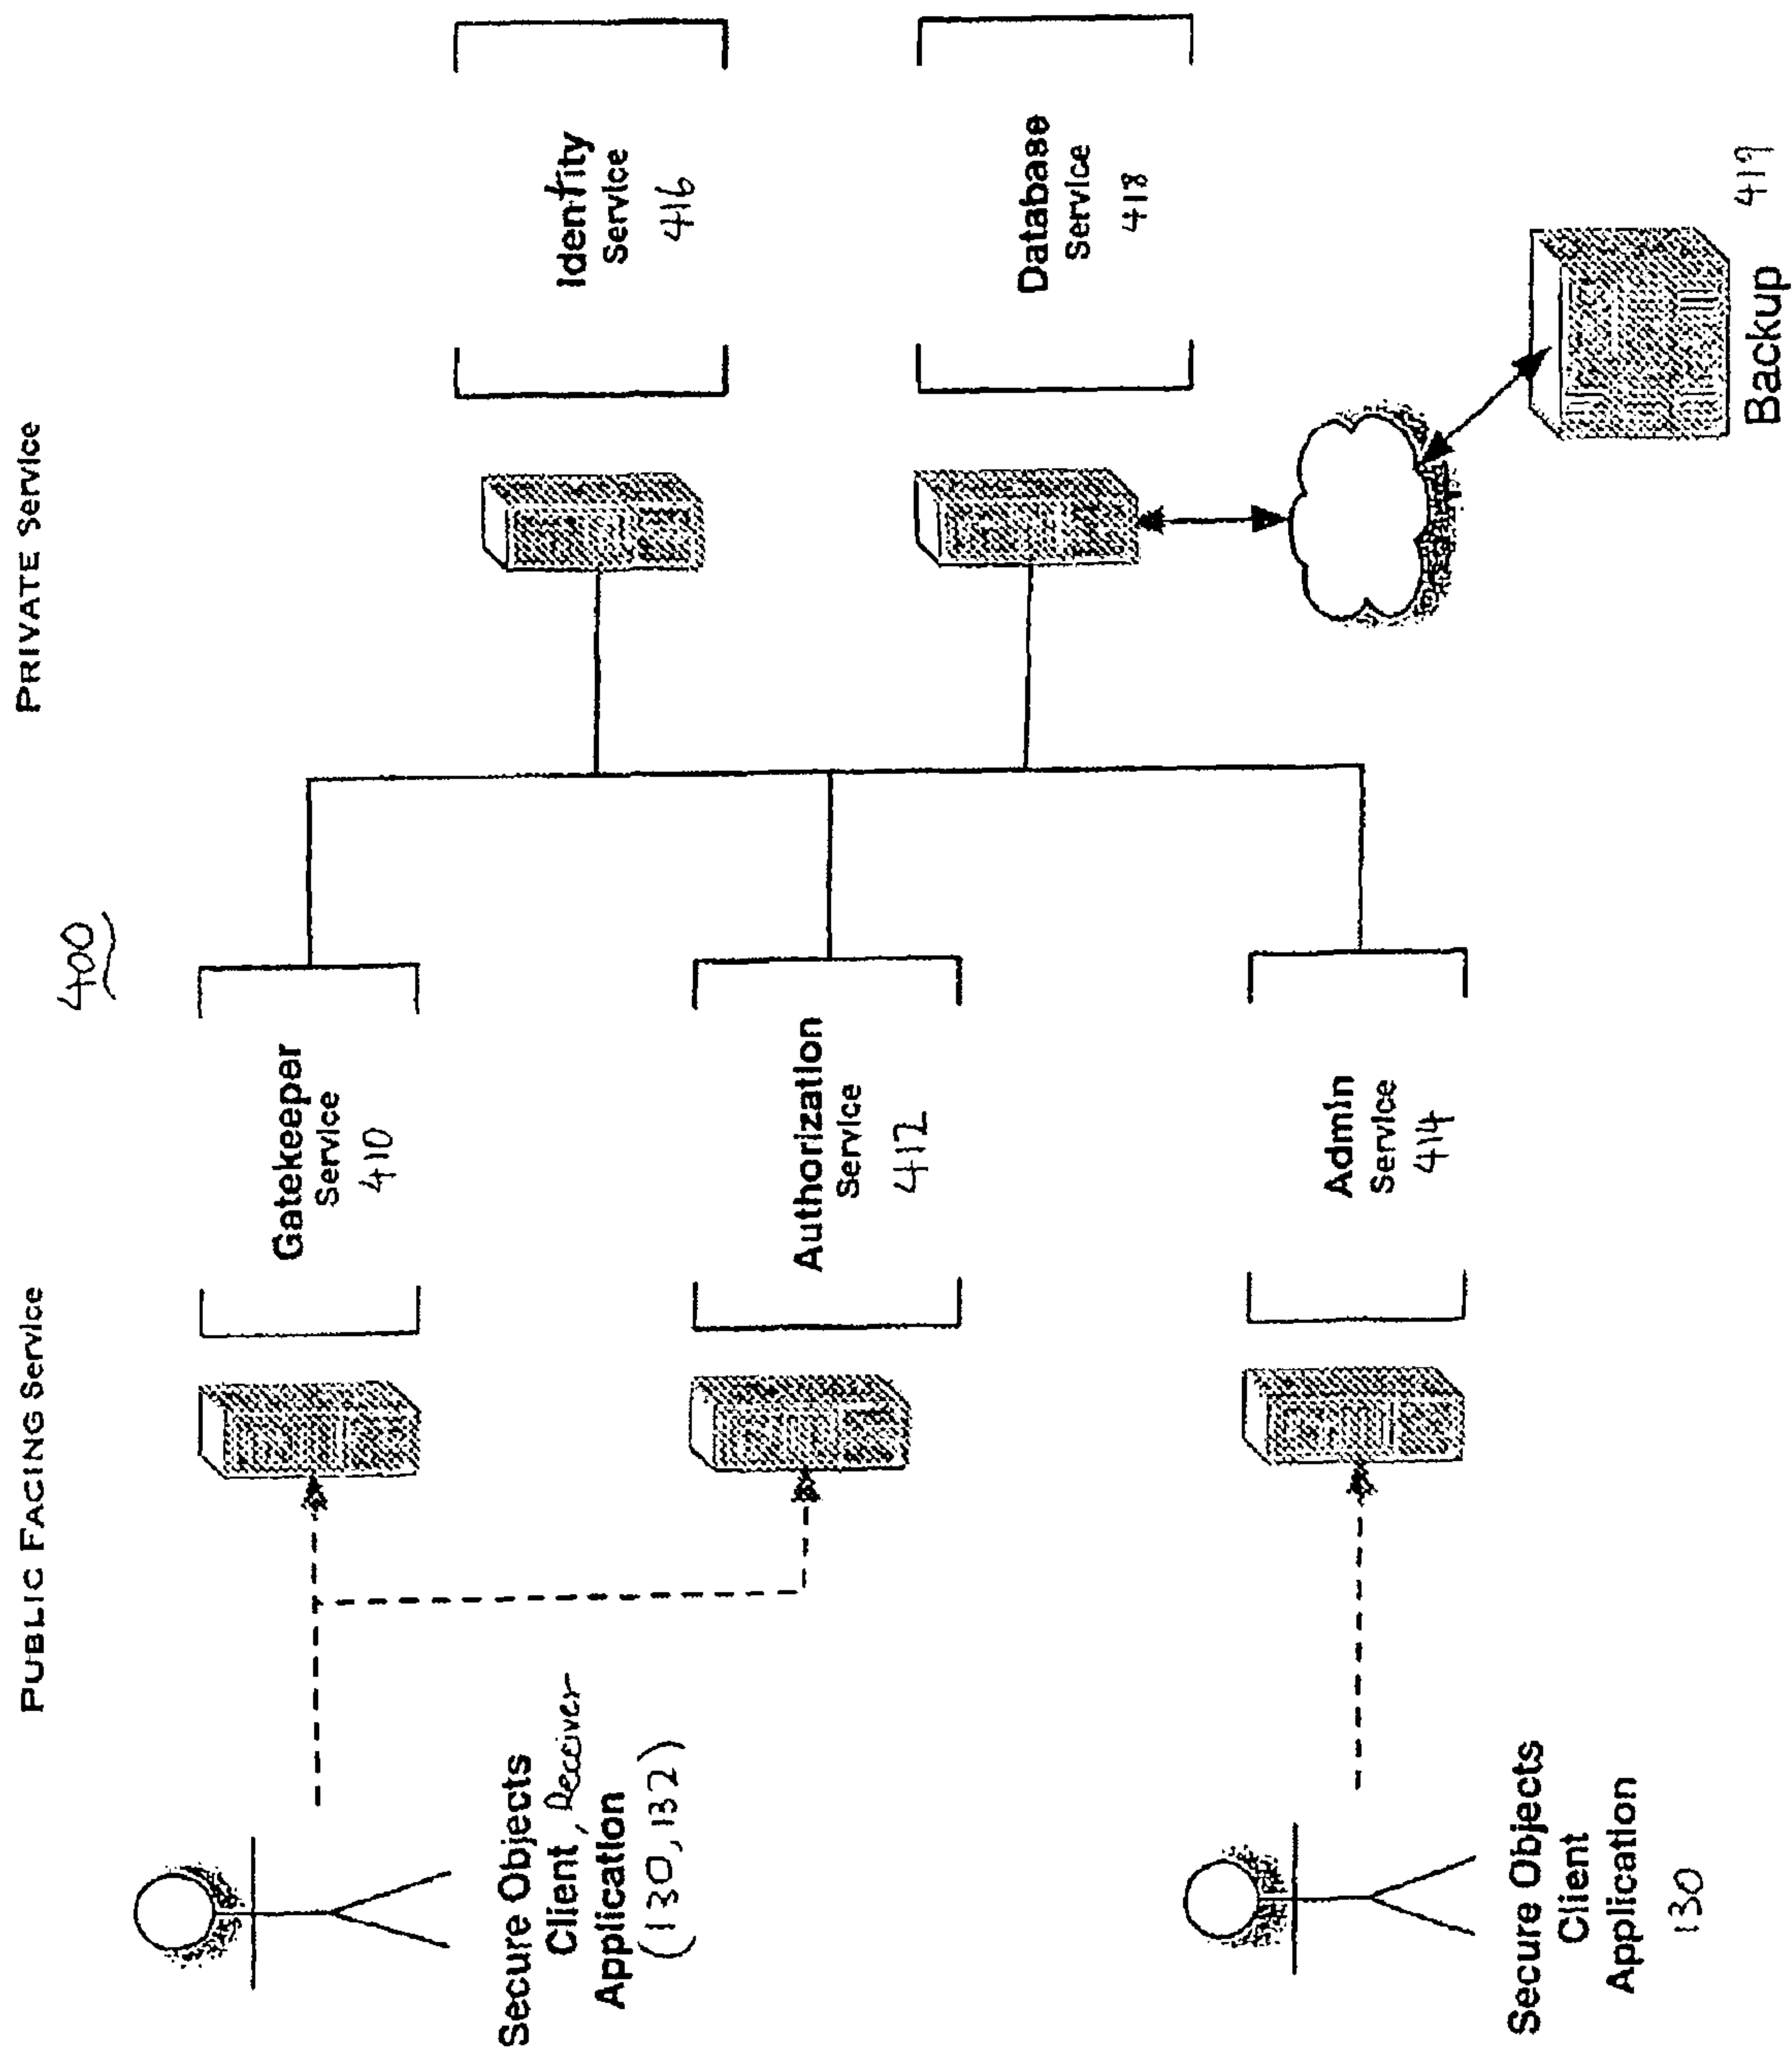 PUBLIC FACING Service
PRIVATE Service
400
Secure Objects
Client, Receiver
Application
(130, 132)
Gatekeeper
Service
410
Identity
Service
416
Authorization
Service
412
Database
Service
418
Secure Objects
Client
Application
130
Admin
Service
414
Backup
419